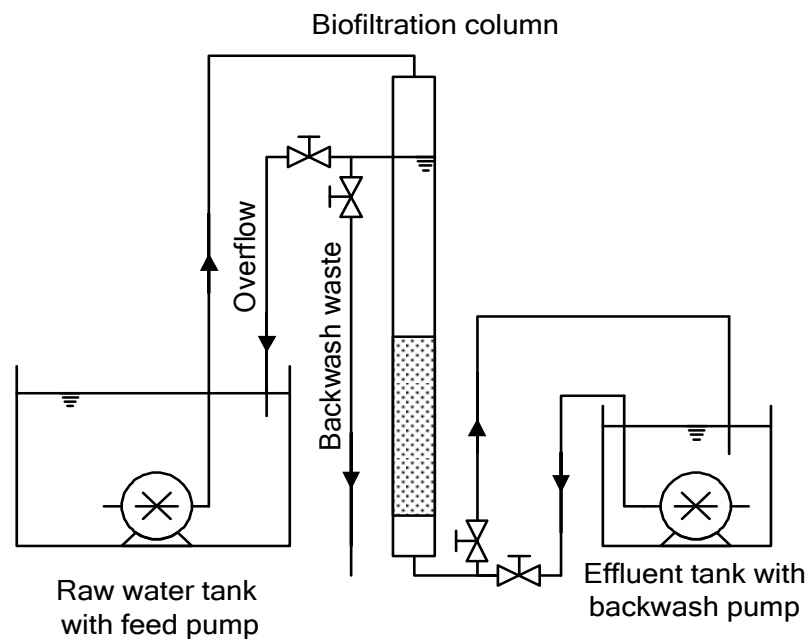 Biofiltration column
Overflow
Backwash waste
Raw water tank
with feed pump
Effluent tank with
backwash pump